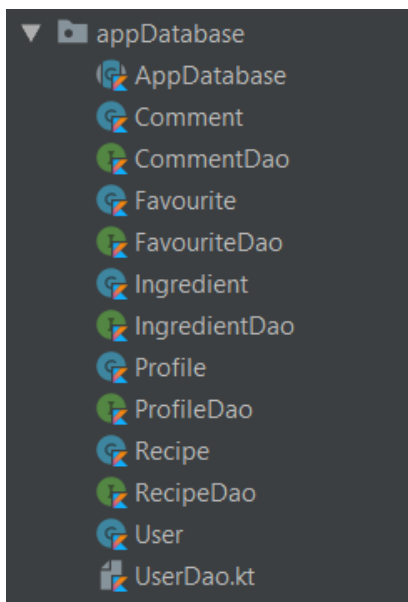 appDatabase
AppDatabase
Comment
CommentDao
Favourite
FavouriteDao
Ingredient
IngredientDao
Profile
ProfileDao
Recipe
RecipeDao
User
UserDao.kt